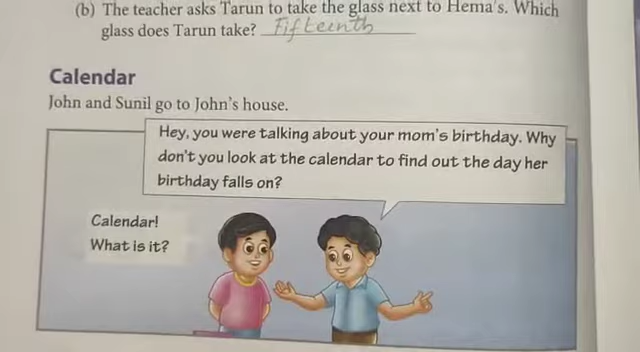 (b) The teacher asks Tarun to take the glass next to Hema's. Which
glass does Tarun take? Fifteenth
Calendar
John and Sunil go to John's house.
Hey, you were talking about your mom's birthday. Why
don't you look at the calendar to find out the day her
birthday falls on?
Calendar!
What is it?